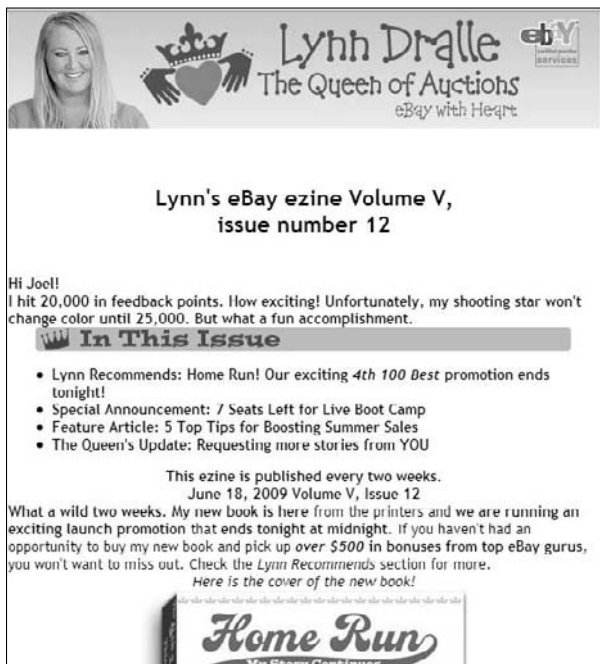 Lynn Dralle
The Queen of Auctions
eBay with Heart
ebY
services
Lynn's eBay ezine Volume V,
issue number 12
Hi Joel!
I hit 20,000 in feedback points. How exciting! Unfortunately, my shooting star won't
change color until 25,000. But what a fun accomplishment.
In This Issue
• Lynn Recommends: Home Run! Our exciting 4th 100 Best promotion ends
tonight!
• Special Announcement: 7 Seats Left for Live Boot Camp
• Feature Article: 5 Top Tips for Boosting Summer Sales
• The Queen's Update: Requesting more stories from YOU
This ezine is published every two weeks.
June 18, 2009 Volume V, Issue 12
What a wild two weeks. My new book is here from the printers and we are running an
exciting launch promotion that ends tonight at midnight. If you haven't had an
opportunity to buy my new book and pick up over $500 in bonuses from top eBay gurus,
you won't want to miss out. Check the Lynn Recommends section for more.
Here is the cover of the new book!
Home Run
My Story Continues